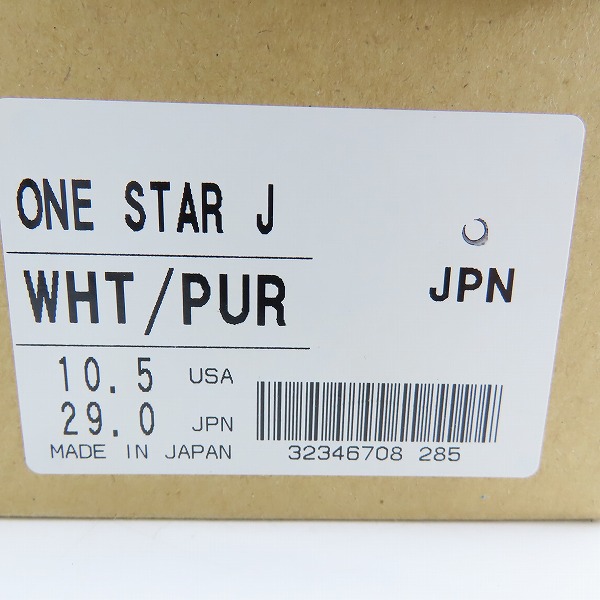 ONE STAR J
JPN
WHT/PUR
10.5 USA
29.0 JPN
MADE IN JAPAN
32346708 285